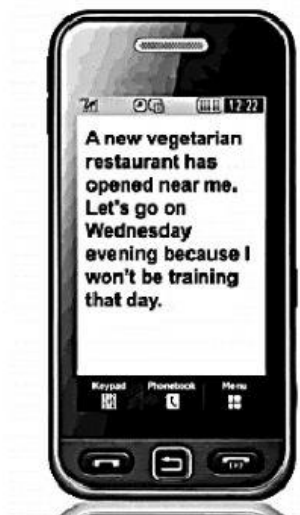 12:22
A new vegetarian
restaurant has
opened near me.
Let's go on
Wednesday
evening because I
won't be training
that day.
Keypad Phonebook Menu